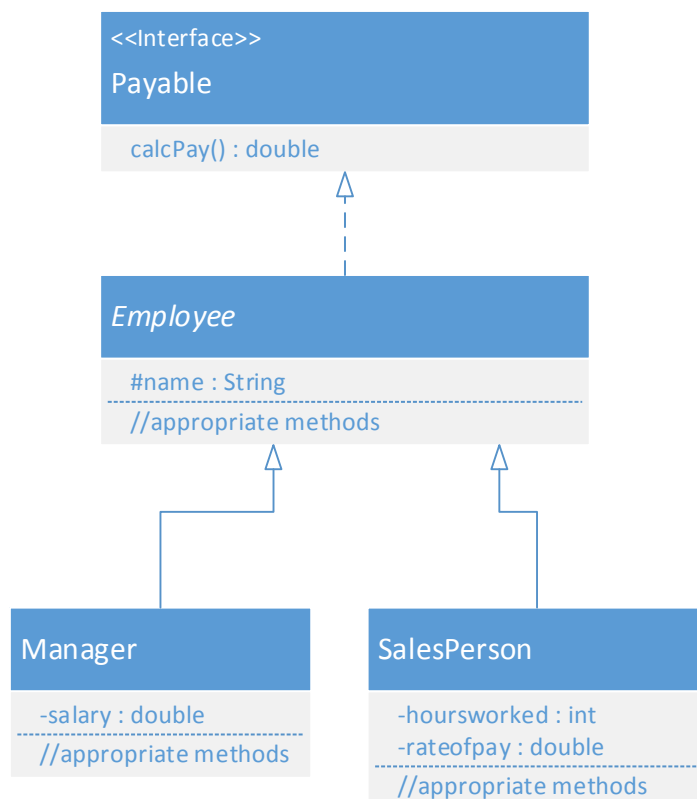 <<Interface>>
Payable
calcPay() : double
Employee
#name : String
//appropriate methods
Manager
-salary : double
//appropriate methods
SalesPerson
-hoursworked : int
-rateofpay : double
//appropriate methods